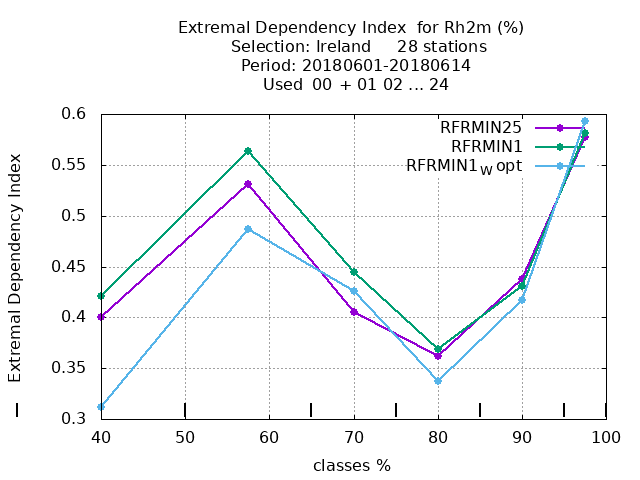 Extremal Dependency Index  for Rh2m (%)
Selection: Ireland     28 stations
Period: 20180601-20180614
Used  00 + 01 02 ... 24
RFRMIN25
RFRMIN1
RFRMIN1W opt
Extremal Dependency Index
0.6
0.55
0.5
0.45
0.4
0.35
0.3
40 50 60 70 80 90 100
classes %